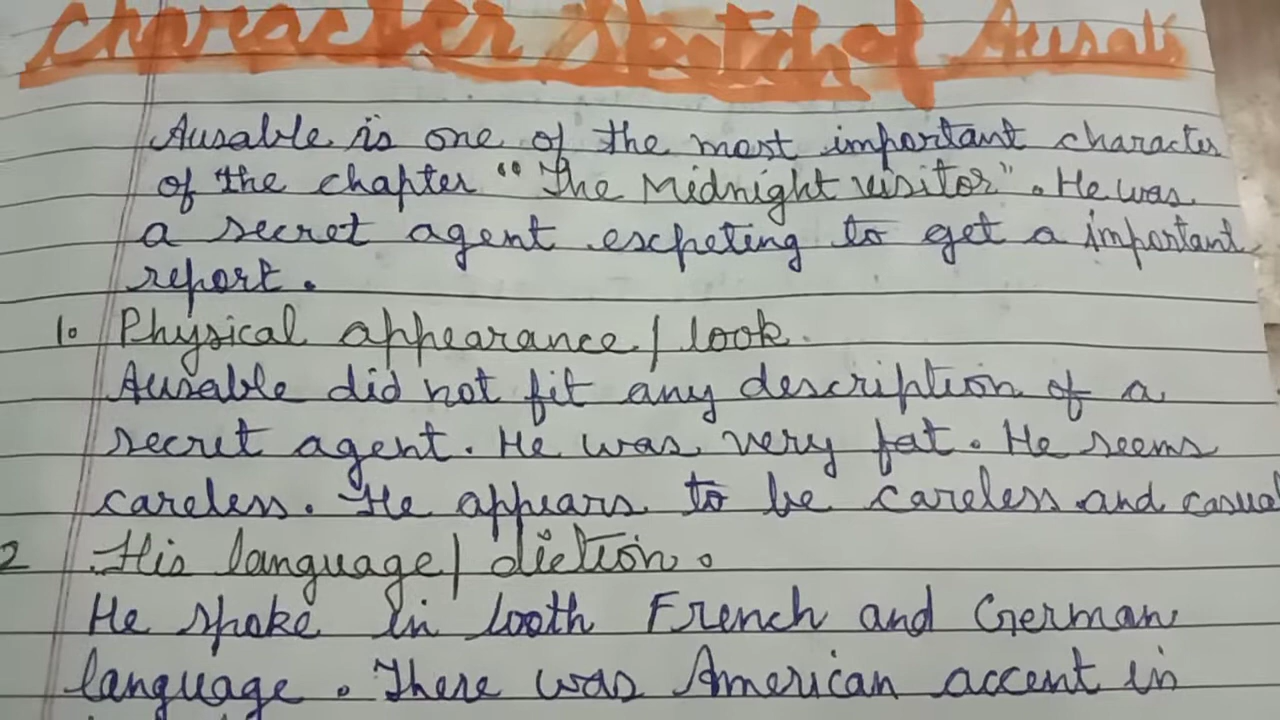 Character Sketch of Ausab
Ausable is one of the most important character
of the chapter "The Midnight visitor". He was
a secret agent escpeting to get a important
report.
1. Physical appearance/look.
Ausable did not fit any description of a
secret agent. He was very fat. He seems
careless. He appears to be careless and casual
2 His language/diction.
He spoke in both French and German
language. There was American accent in